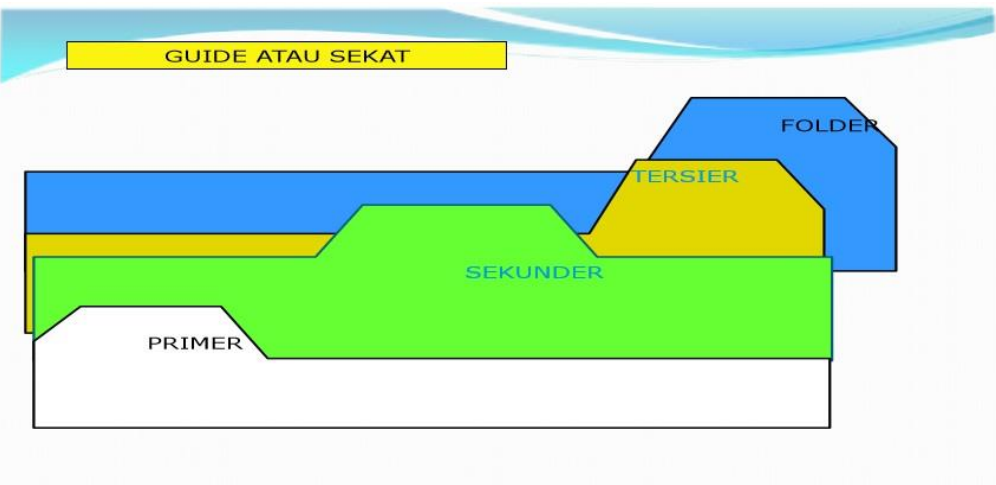 GUIDE ATAU SEKAT
FOLDER
TERSIER
SEKUNDER
PRIMER